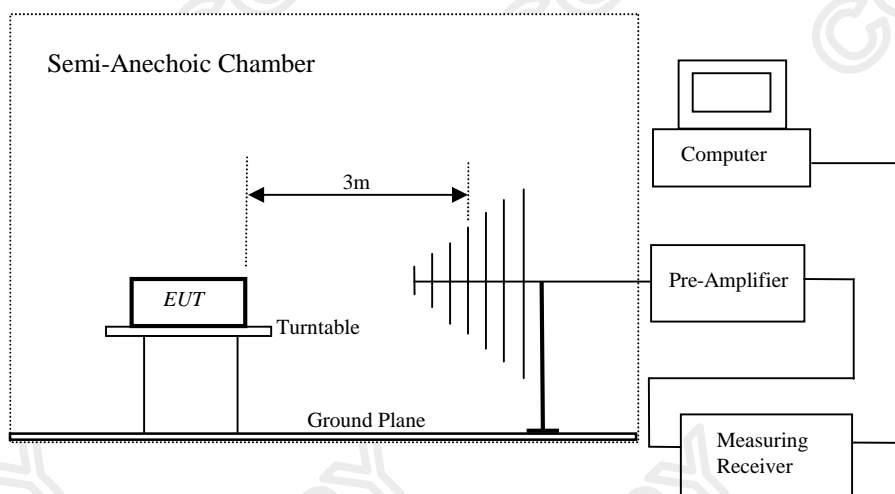 Semi-Anechoic Chamber
3m
Computer
Pre-Amplifier
EUT
Turntable
Ground Plane
Measuring
Receiver